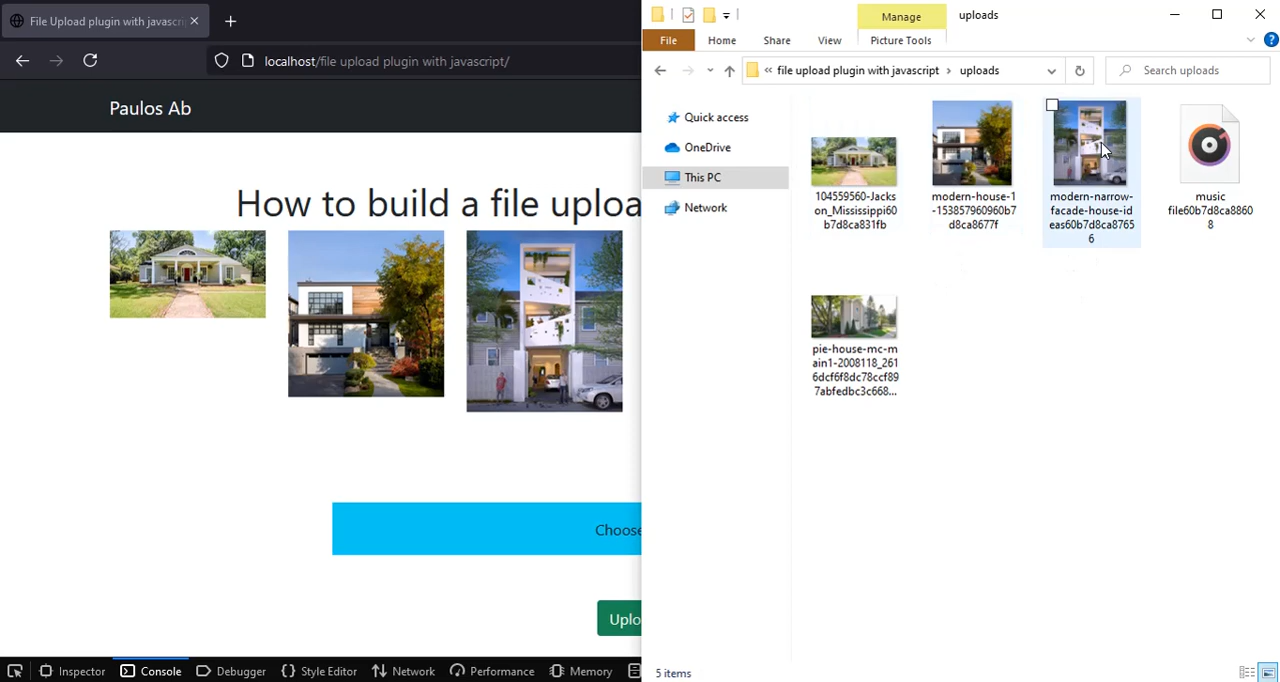 File Upload plugin with javascri
localhost/file upload plugin with javascript/
Paulos Ab
How to build a file uploa
Choose
Uplo
Inspector
Console
Debugger
Style Editor
Network
Performance
Memory
Manage
uploads
File
Home
Share
View
Picture Tools
« file upload plugin with javascript › uploads
Search uploads
Quick access
OneDrive
This PC
Network
104559560-Jacks
on_Mississippi60
b7d8ca831fb
modern-house-1
-153857960960b7
d8ca8677f
modern-narrow-
facade-house-id
eas60b7d8ca8765
6
music
file60b7d8ca8860
8
pie-house-mc-m
ain1-2008118_261
6dcf6f8dc78ccf89
7abfedbc3c668...
5 items